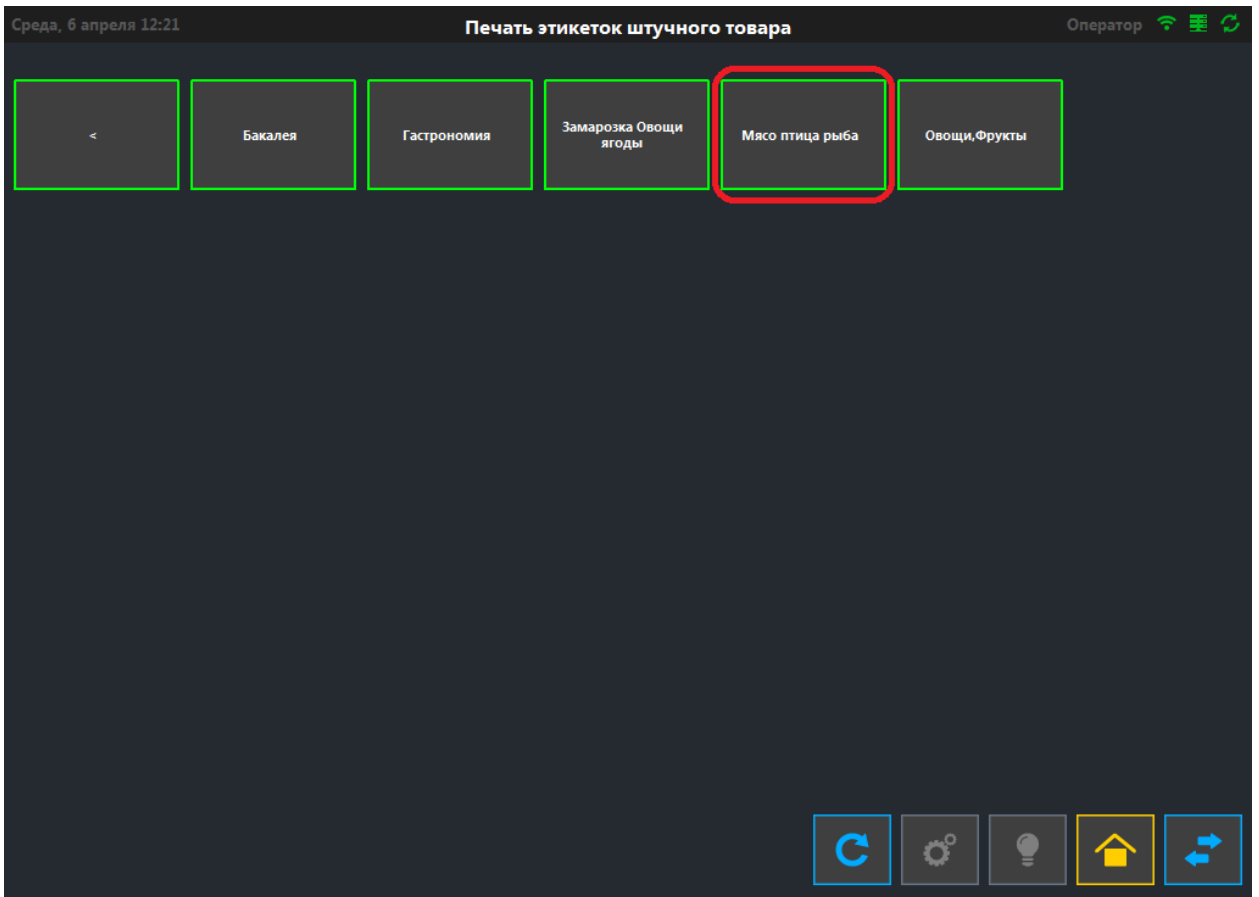 Среда, 6 апреля 12:21
Печать этикеток штучного товара
Оператор
<
Бакалея
Гастрономия
Замарозка Овощи
ягоды
Мясо птица рыба
Овощи,Фрукты